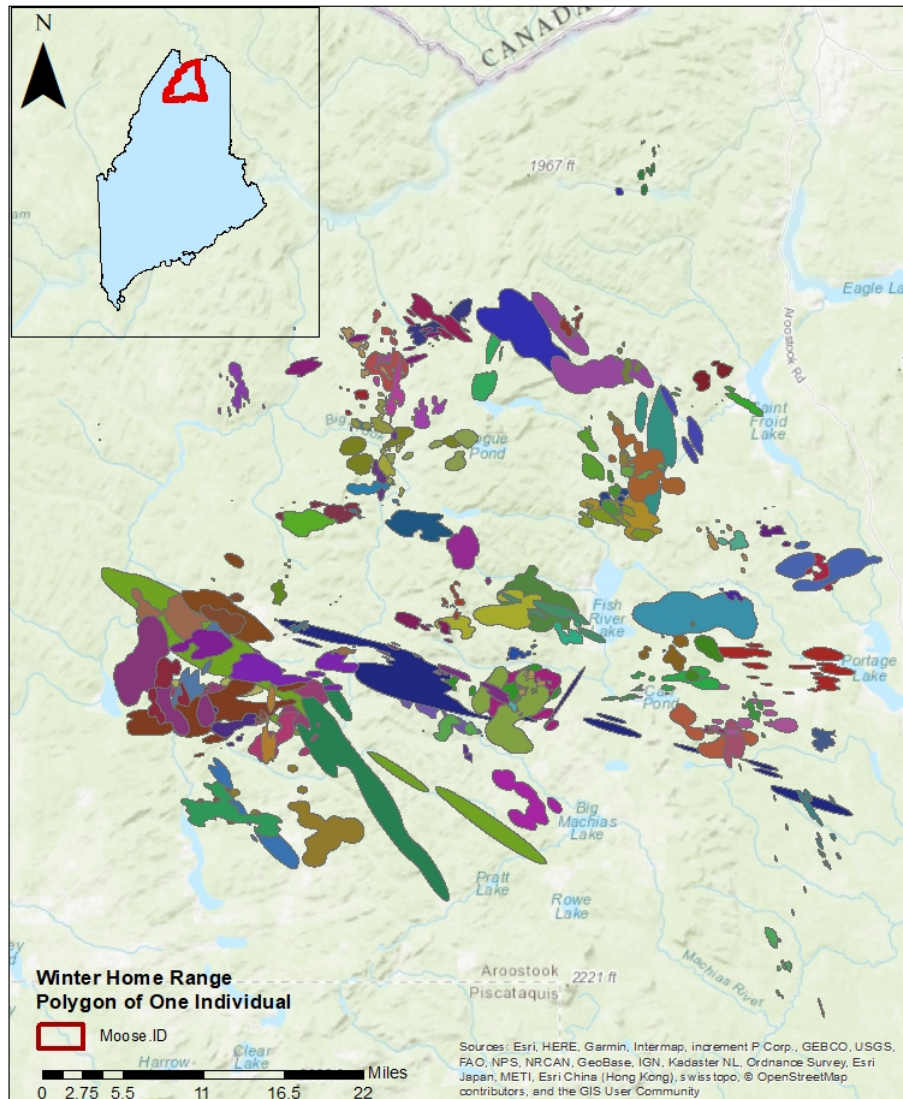 N
CANADA
1967 ft
am
Eagle La
Aroostook Rd
Saint
Froid
Lake
Big
ogue
Pond
Fish
River
Lake
Portage
Lake
Pond
Big
Machias
Lake
Pratt
Lake
Rowe
Lake
Machias River
Aroostook
2221 ft
Piscataquis
Winter Home Range
Polygon of One Individual
Moose.ID
Harrow-
Clear
Lake
Miles
0 2.75 5.5 11 16.5 22
Sources: Esri, HERE, Garmin, Intermap, increment P Corp., GEBCO, USGS,
FAO, NPS, NRCAN, GeoBase, IGN, Kadaster NL, Ordnance Survey, Esri
Japan, METI, Esri China (Hong Kong), swisstopo, © OpenStreetMap
contributors, and the GIS User Community